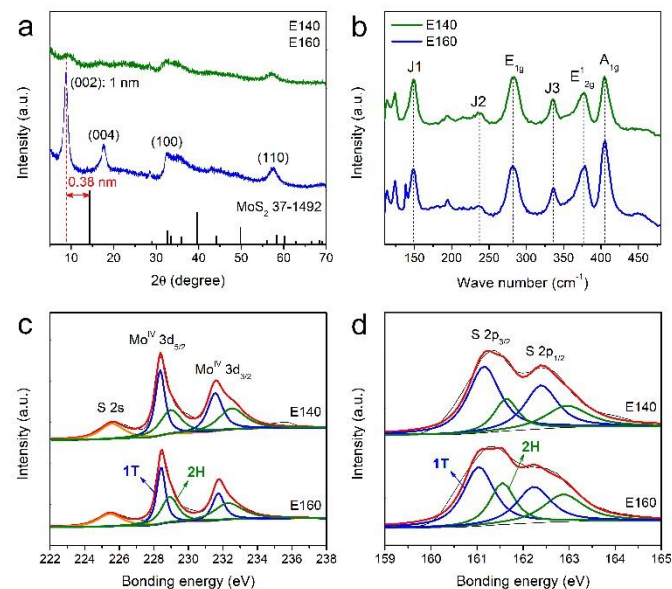 a
E140
E160
(002): 1 nm
(004)
(100)
(110)
0.38 nm
MoS₂ 37-1492
Intensity (a.u.)
10 20 30 40 50 60 70
2θ (degree)
b
E140
E160
J1
J2
E₁g
J3
E¹₂g
A₁g
Intensity (a.u.)
150 200 250 300 350 400 450
Wave number (cm⁻¹)
c
Mo^IV 3d₅/₂
Mo^IV 3d₃/₂
S 2s
E140
1T
2H
E160
Intensity (a.u.)
222 224 226 228 230 232 234 236 238
Bonding energy (eV)
d
S 2p₃/₂
S 2p₁/₂
E140
1T
2H
E160
Intensity (a.u.)
159 160 161 162 163 164 165
Bonding energy (eV)